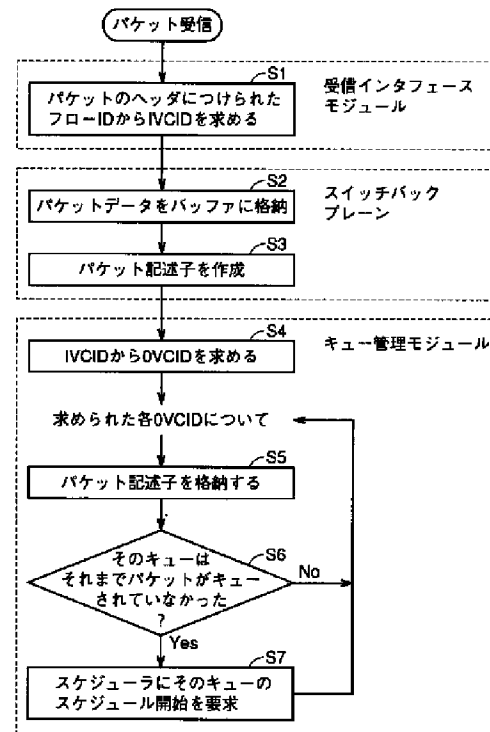 パケット受信
S1
受信インタフェース
モジュール
パケットのヘッダにつけられた
フローIDからIVCIDを求める
S2
スイッチバック
プレーン
パケットデータをバッファに格納
S3
パケット記述子を作成
S4
キュー管理モジュール
IVCIDからOVCIDを求める
求められた各OVCIDについて
S5
パケット記述子を格納する
そのキューは
S6
それまでパケットがキュー
No
されていなかった
?
Yes
S7
スケジューラにそのキューの
スケジュール開始を要求